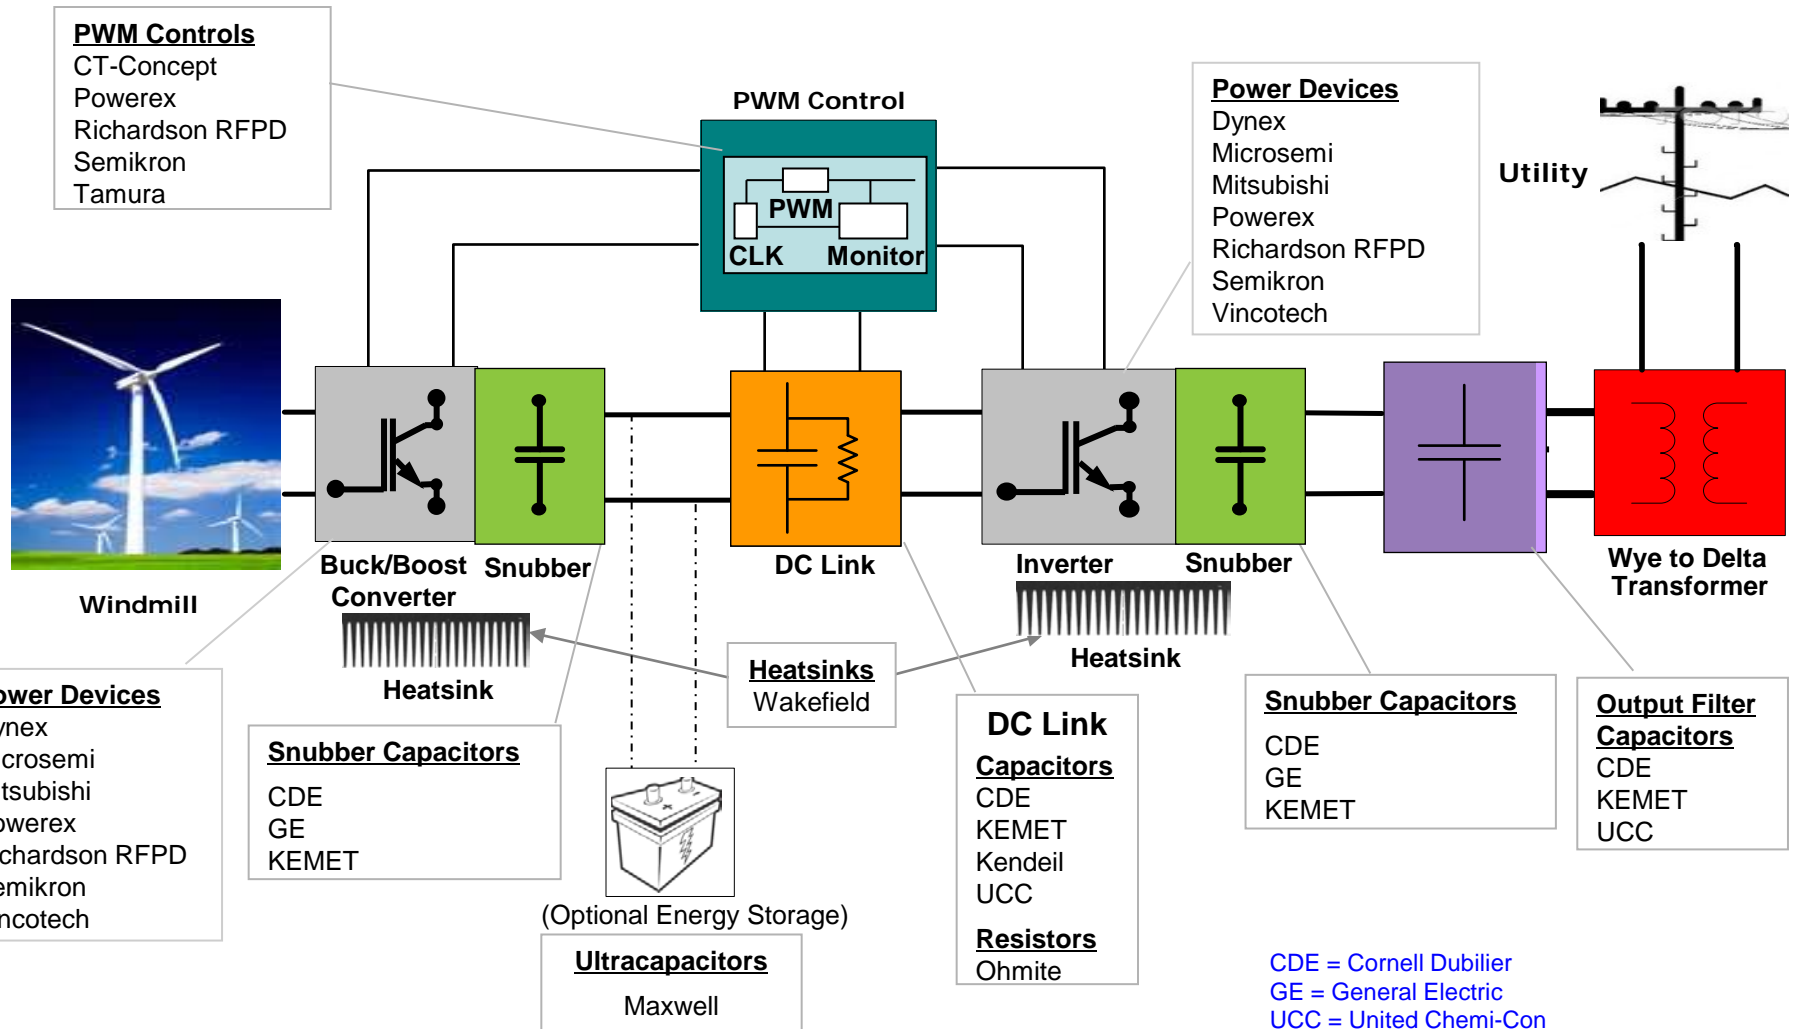 PWM Controls
CT-Concept
Powerex
Richardson RFPD
Semikron
Tamura
PWM Control
PWM
CLK Monitor
Power Devices
Dynex
Microsemi
Mitsubishi
Powerex
Richardson RFPD
Semikron
Vincotech
Utility
Windmill
Buck/Boost
Converter
Snubber
DC Link
Inverter
Snubber
Wye to Delta
Transformer
Heatsink
Heatsink
Heatsinks
Wakefield
ower Devices
ynex
crosemi
tsubishi
owerex
chardson RFPD
emikron
ncotech
Snubber Capacitors
CDE
GE
KEMET
+ -
(Optional Energy Storage)
Ultracapacitors
Maxwell
DC Link
Capacitors
CDE
KEMET
Kendeil
UCC
Resistors
Ohmite
Snubber Capacitors
CDE
GE
KEMET
Output Filter
Capacitors
CDE
KEMET
UCC
CDE = Cornell Dubilier
GE = General Electric
UCC = United Chemi-Con